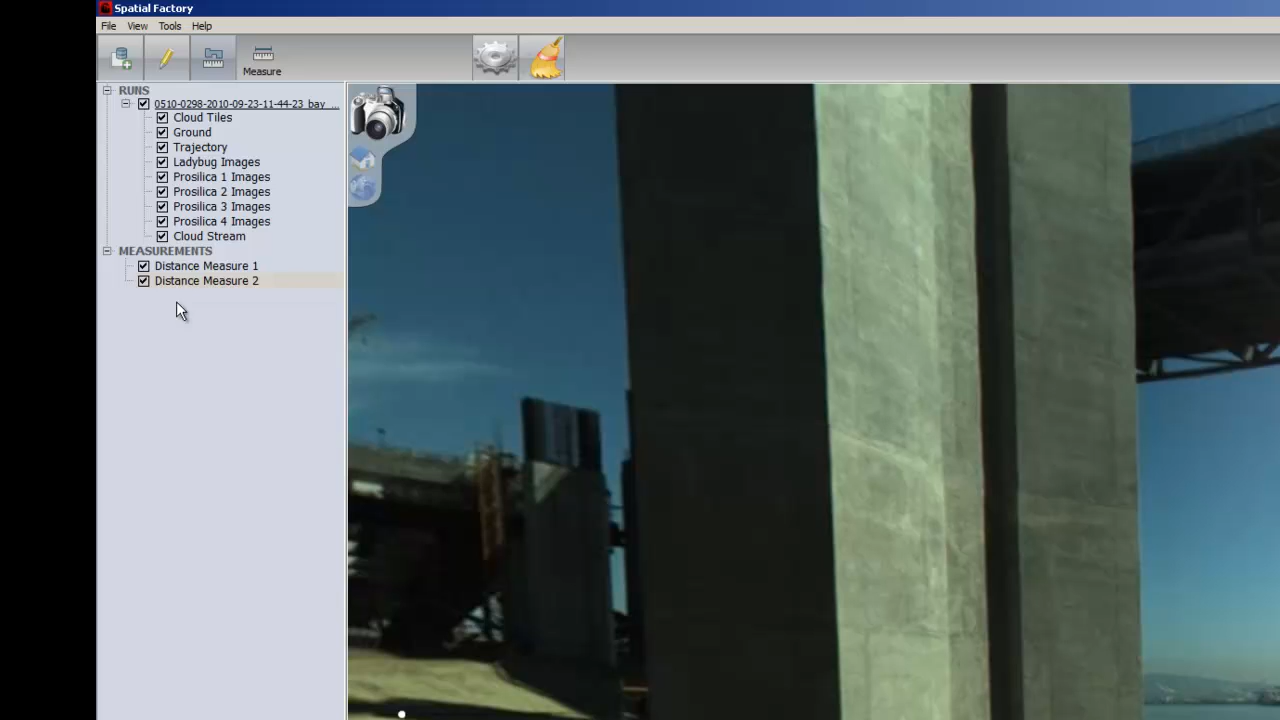 Spatial Factory
File View Tools Help
Measure
RUNS
0510-0298-2010-09-23-11-44-23_bay_...
Cloud Tiles
Ground
Trajectory
Ladybug Images
Prosilica 1 Images
Prosilica 2 Images
Prosilica 3 Images
Prosilica 4 Images
Cloud Stream
MEASUREMENTS
Distance Measure 1
Distance Measure 2